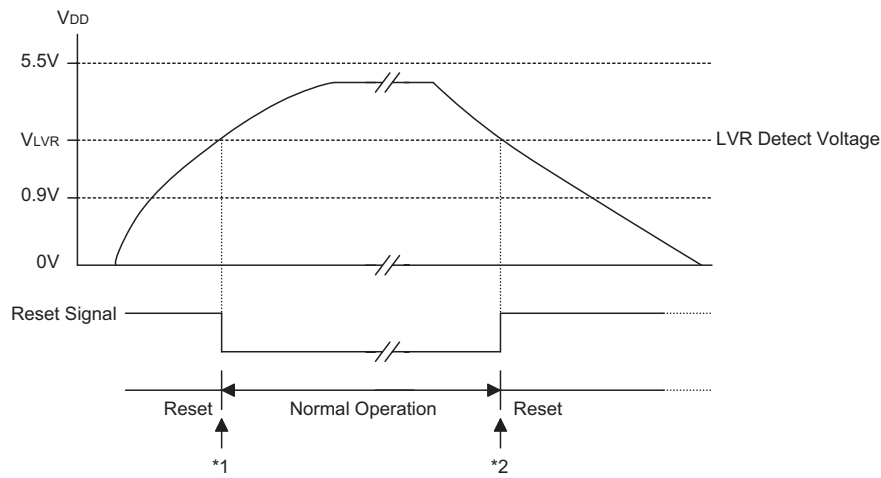 VDD
5.5V
VLVR
LVR Detect Voltage
0.9V
0V
Reset Signal
Reset
Normal Operation
Reset
*1
*2